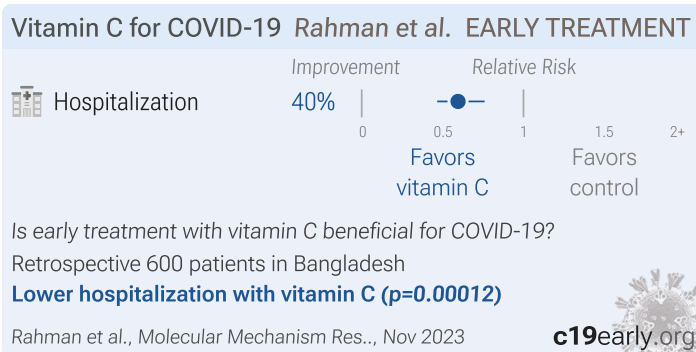 Vitamin C for COVID-19 Rahman et al. EARLY TREATMENT
Improvement Relative Risk
Hospitalization 40%
0 0.5 1 1.5 2+
Favors vitamin C
Favors control
Is early treatment with vitamin C beneficial for COVID-19?
Retrospective 600 patients in Bangladesh
Lower hospitalization with vitamin C (p=0.00012)
Rahman et al., Molecular Mechanism Res.., Nov 2023
c19early.org